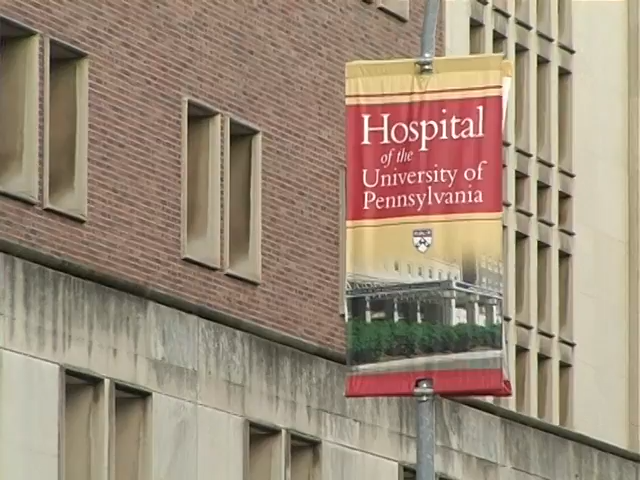 Hospital
of the
University of
Pennsylvania